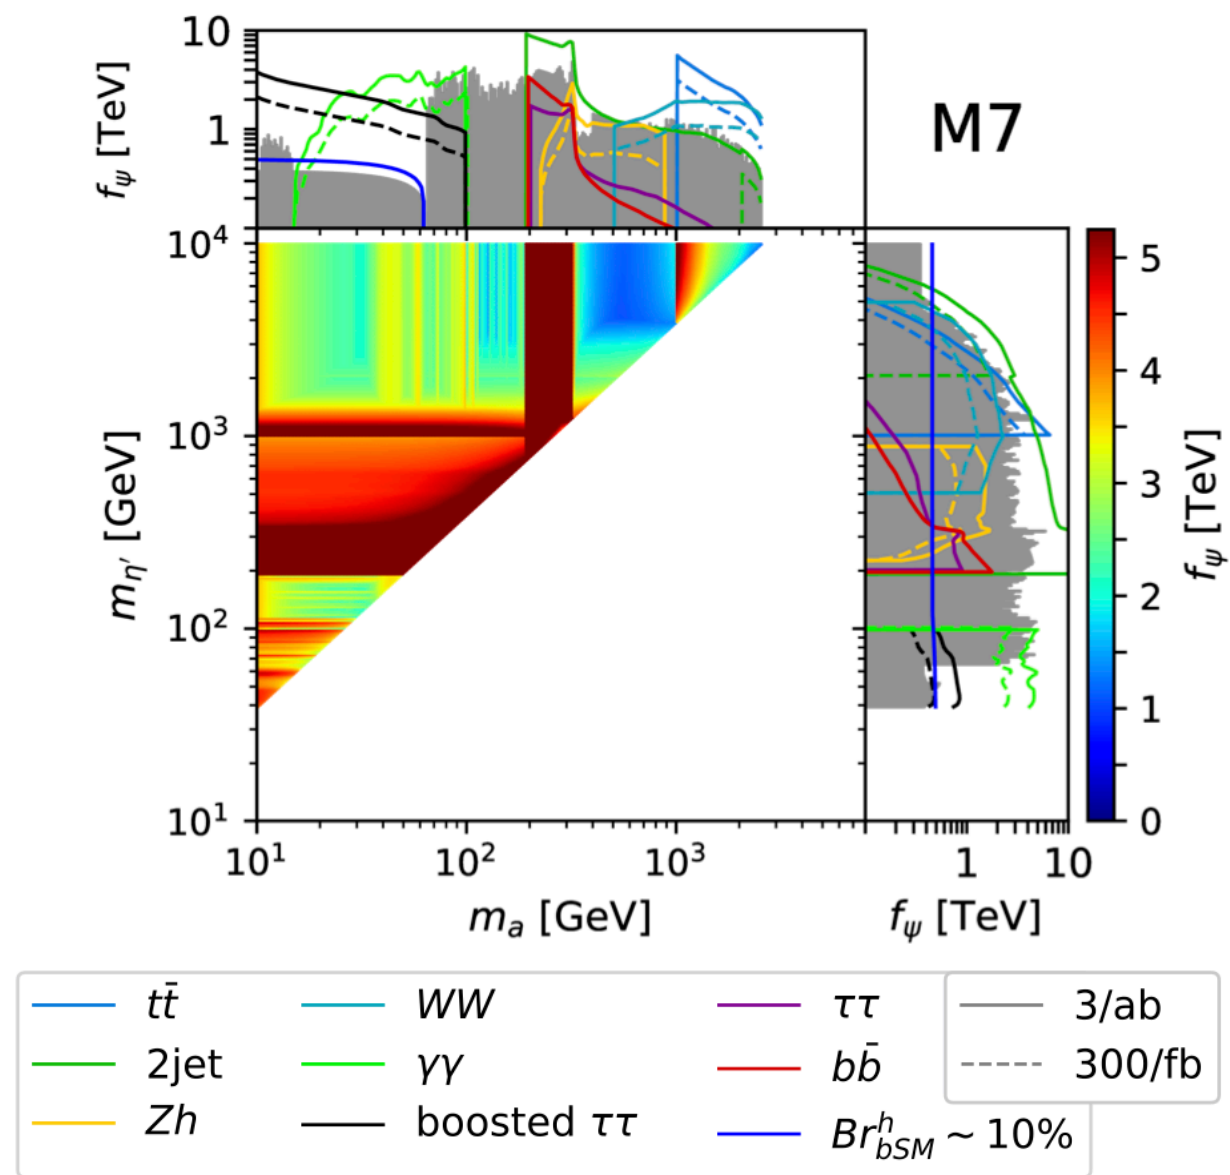 10
1
f_ψ [TeV]
M7
10^4
10^3
10^2
10^1
m_η′ [GeV]
10^1 10^2 10^3
m_a [GeV]
1 10
f_ψ [TeV]
5
4
3
2
1
0
f_ψ [TeV]
tt̄ WW ττ 3/ab
2jet γγ bb̄ 300/fb
Zh boosted ττ Br^h_bSM ~ 10%